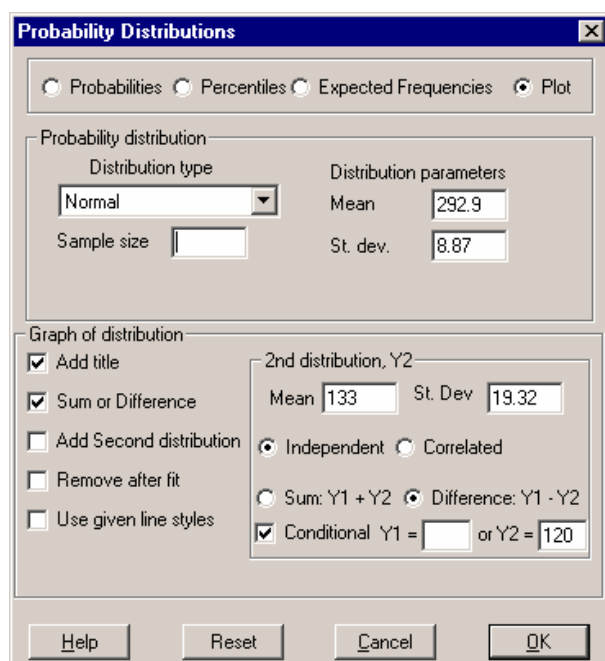 Probability Distributions
Probabilities Percentiles Expected Frequencies Plot
Probability distribution
Distribution type
Normal
Sample size
Distribution parameters
Mean 292.9
St. dev. 8.87
Graph of distribution
Add title
Sum or Difference
Add Second distribution
Remove after fit
Use given line styles
2nd distribution, Y2
Mean 133 St. Dev 19.32
Independent Correlated
Sum: Y1 + Y2 Difference: Y1 - Y2
Conditional Y1 = or Y2 = 120
Help Reset Cancel OK